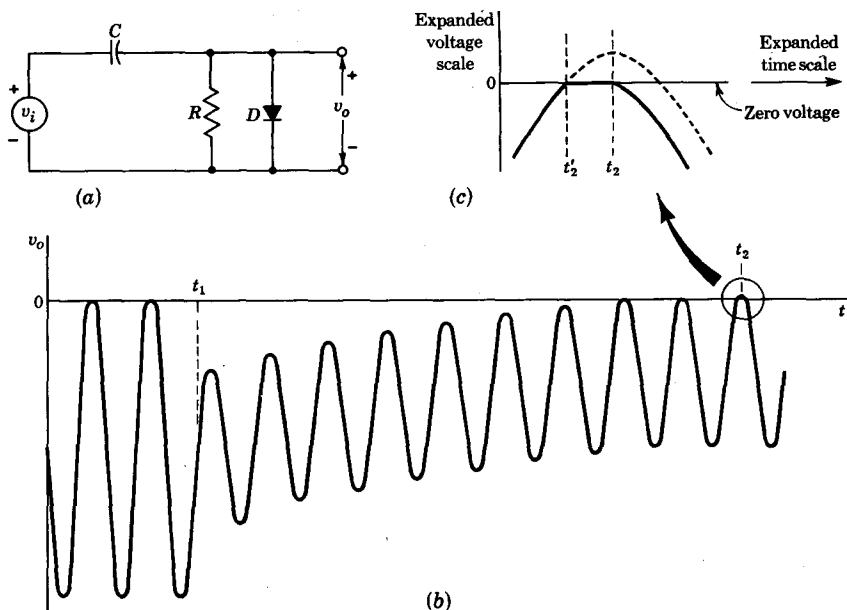 C
+
v_i
−
R
D
+
v_o
−
(a)
Expanded
voltage
scale
0
Expanded
time scale
Zero voltage
t'_2
t_2
(c)
v_o
0
t_1
t_2
t
(b)